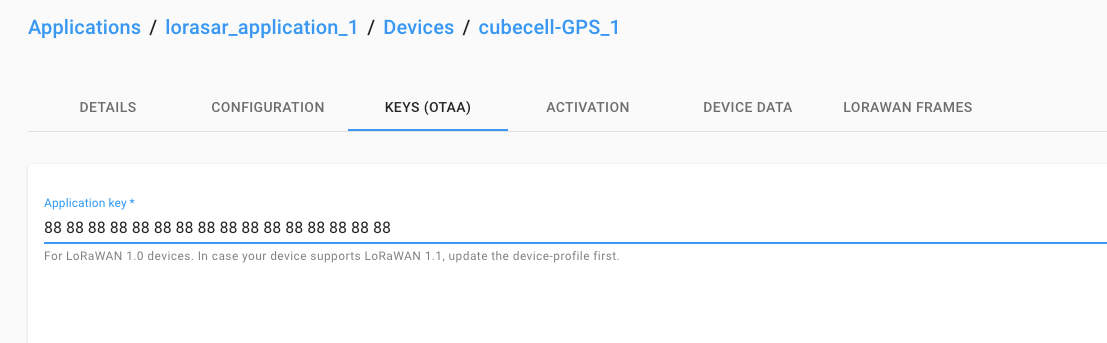 Applications / lorasar_application_1 / Devices / cubecell-GPS_1
DETAILS CONFIGURATION KEYS (OTAA) ACTIVATION DEVICE DATA LORAWAN FRAMES
Application key *
88 88 88 88 88 88 88 88 88 88 88 88 88 88 88 88
For LoRaWAN 1.0 devices. In case your device supports LoRaWAN 1.1, update the device-profile first.